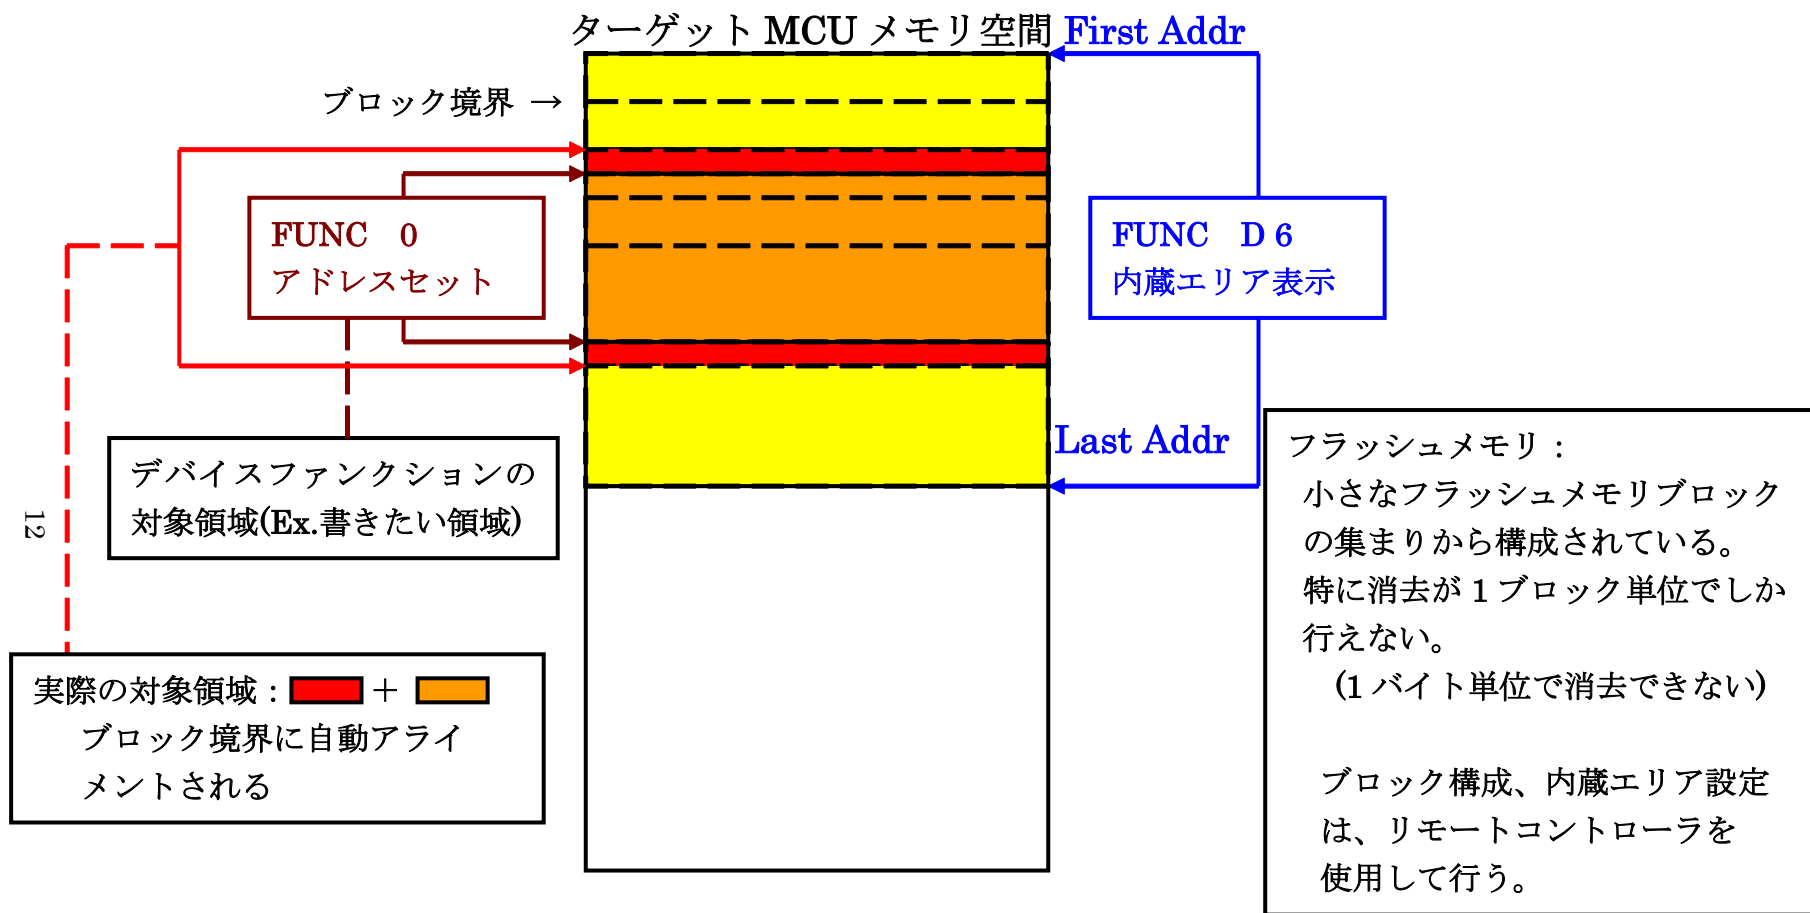 ターゲット MCU メモリ空間 First Addr
ブロック境界 →
FUNC 0
アドレスセット
FUNC D 6
内蔵エリア表示
Last Addr
デバイスファンクションの
対象領域(Ex.書きたい領域)
12
実際の対象領域 : +
ブロック境界に自動アライ
メントされる
フラッシュメモリ :
小さなフラッシュメモリブロック
の集まりから構成されている。
特に消去が 1 ブロック単位でしか
行えない。
(1 バイト単位で消去できない)
ブロック構成、内蔵エリア設定
は、リモートコントローラを
使用して行う。